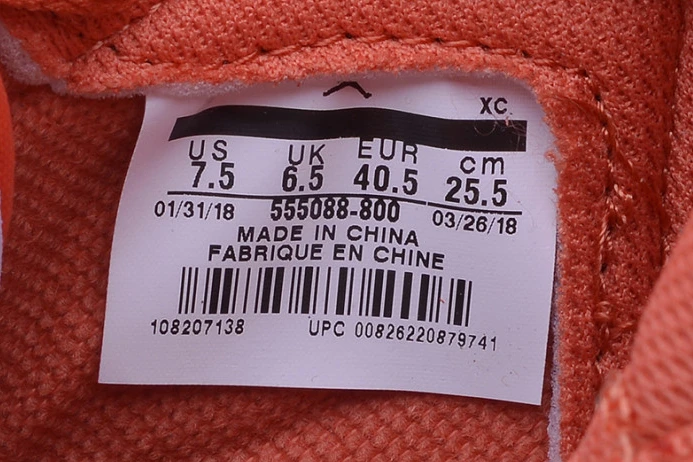 XC
US UK EUR cm
7.5 6.5 40.5 25.5
01/31/18 555088-800 03/26/18
MADE IN CHINA
FABRIQUE EN CHINE
108207138 UPC 00826220879741